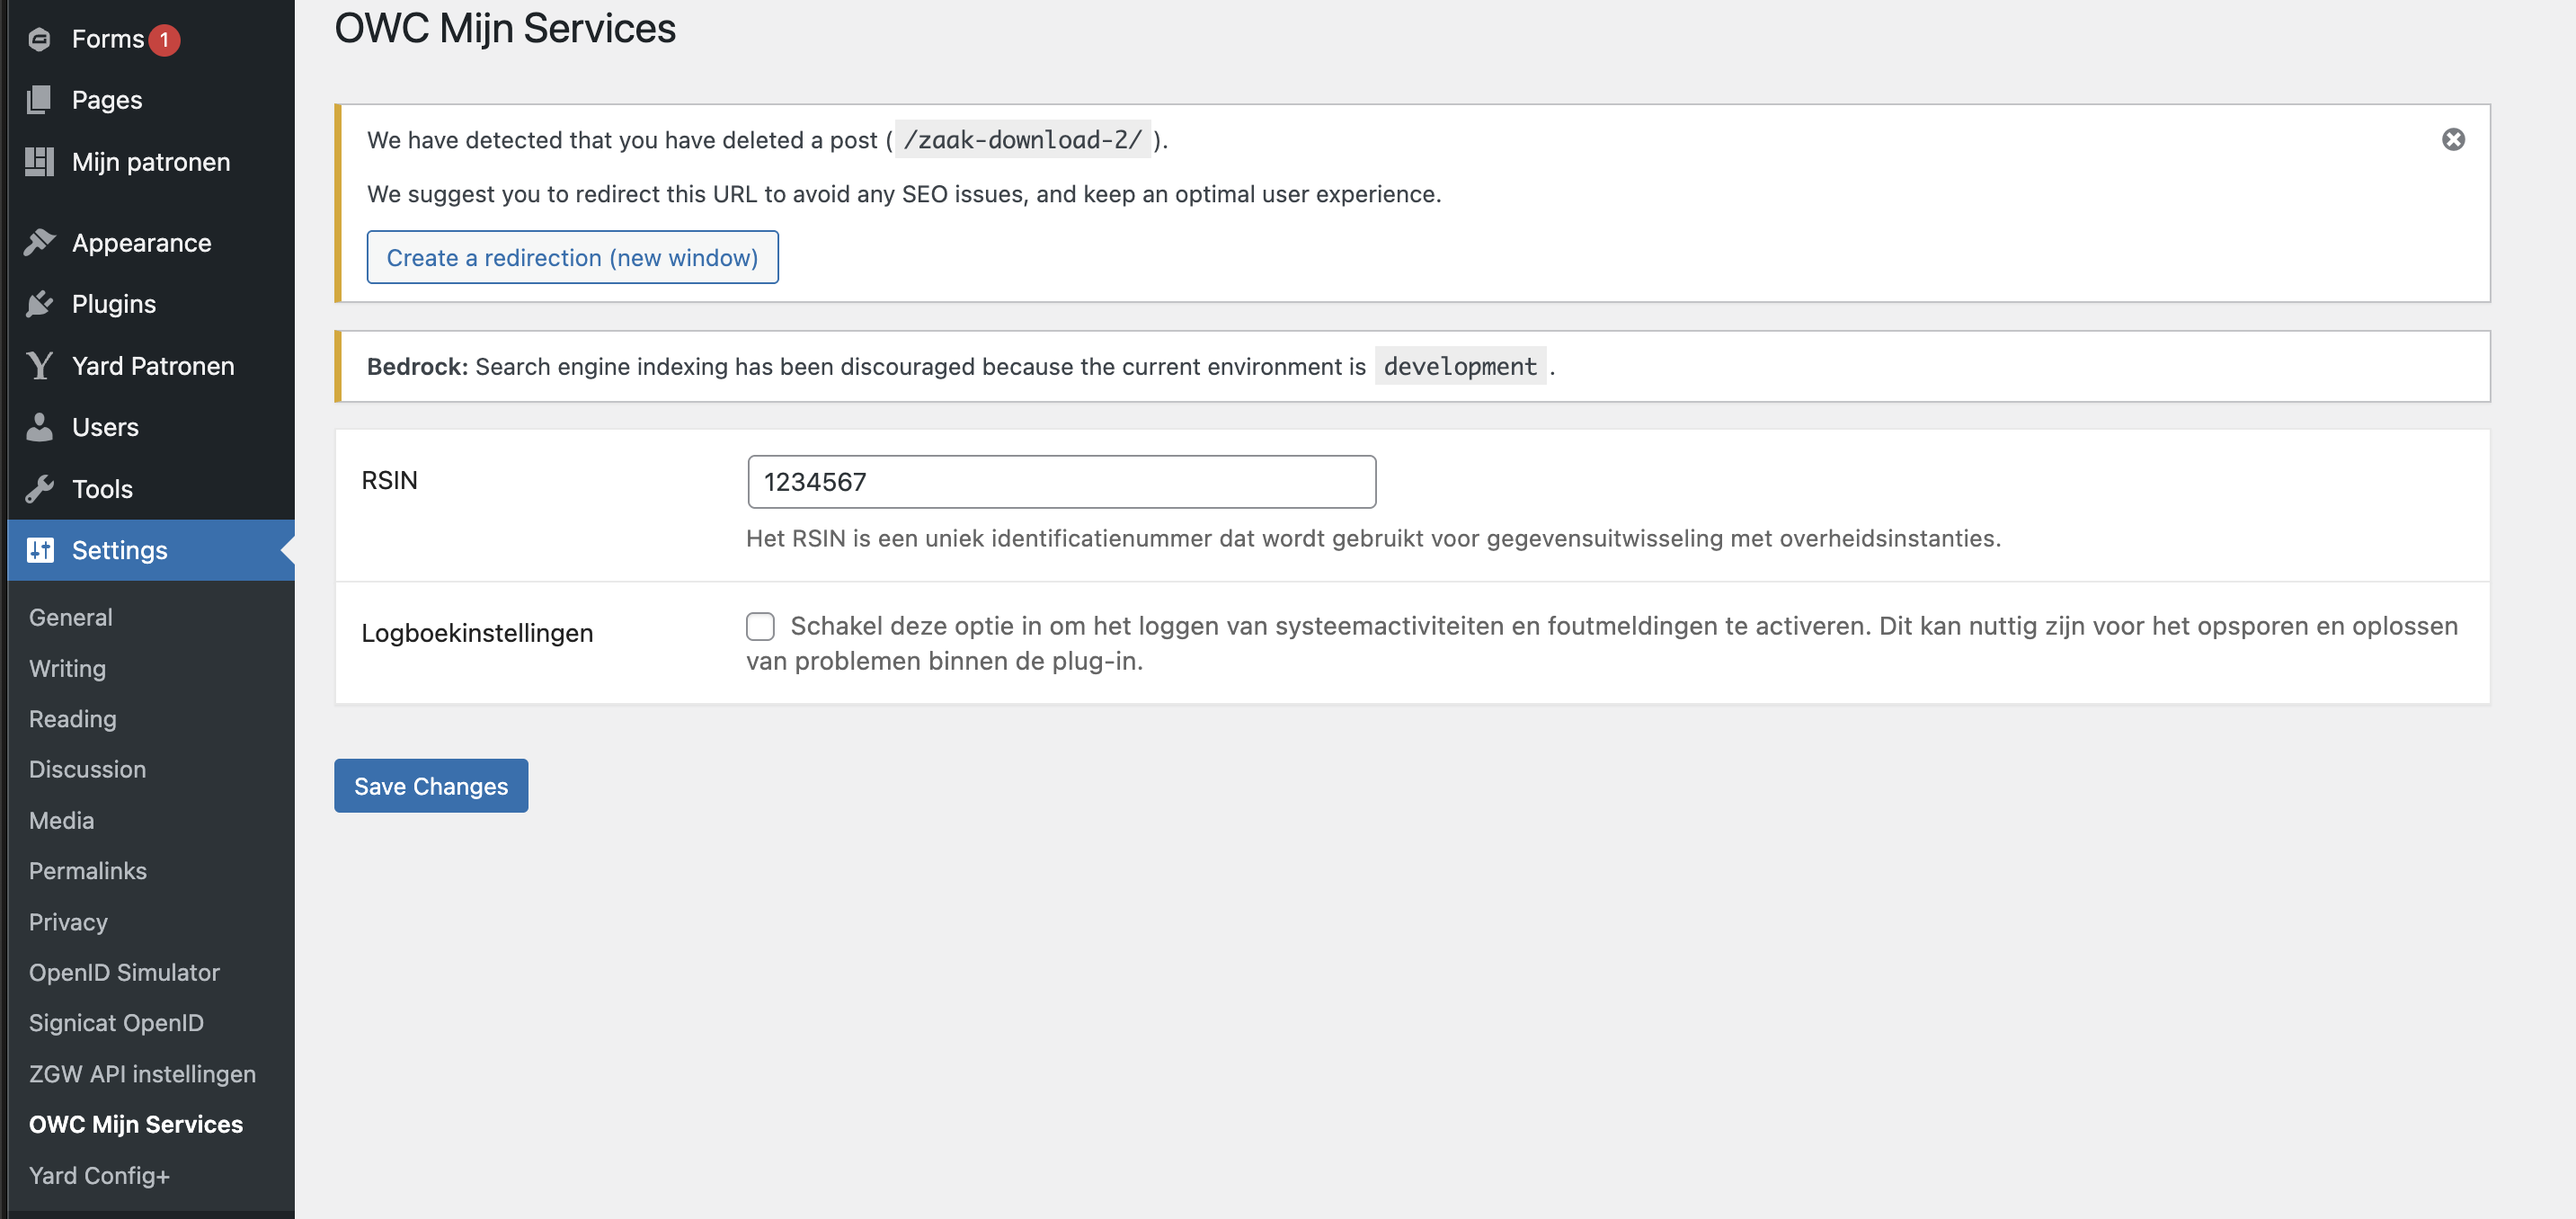 Forms 1
Pages
Mijn patronen
Appearance
Plugins
Yard Patronen
Users
Tools
Settings
General
Writing
Reading
Discussion
Media
Permalinks
Privacy
OpenID Simulator
Signicat OpenID
ZGW API instellingen
OWC Mijn Services
Yard Config+
OWC Mijn Services
We have detected that you have deleted a post ( /zaak-download-2/ ).
We suggest you to redirect this URL to avoid any SEO issues, and keep an optimal user experience.
Create a redirection (new window)
Bedrock: Search engine indexing has been discouraged because the current environment is development .
RSIN
1234567
Het RSIN is een uniek identificatienummer dat wordt gebruikt voor gegevensuitwisseling met overheidsinstanties.
Logboekinstellingen
Schakel deze optie in om het loggen van systeemactiviteiten en foutmeldingen te activeren. Dit kan nuttig zijn voor het opsporen en oplossen
van problemen binnen de plug-in.
Save Changes